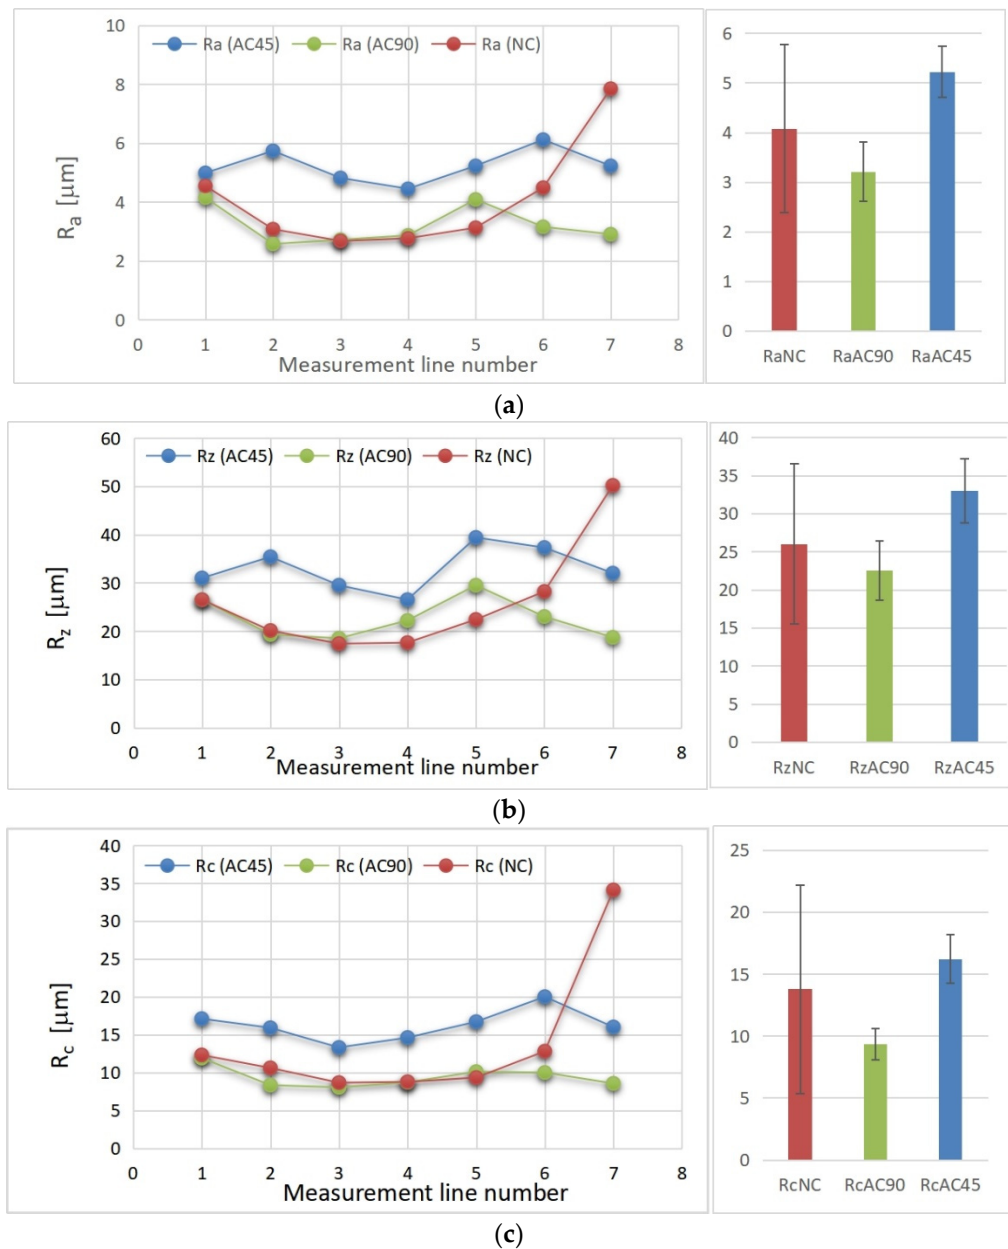 10
8
6
4
2
0
Ra (AC45) Ra (AC90) Ra (NC)
Ra [μm]
0 1 2 3 4 5 6 7 8
Measurement line number
6
5
4
3
2
1
0
RaNC RaAC90 RaAC45
(a)
60
50
40
30
20
10
0
Rz (AC45) Rz (AC90) Rz (NC)
Rz [μm]
0 1 2 3 4 5 6 7 8
Measurement line number
40
35
30
25
20
15
10
5
0
RzNC RzAC90 RzAC45
(b)
40
35
30
25
20
15
10
5
0
Rc (AC45) Rc (AC90) Rc (NC)
Rc [μm]
0 1 2 3 4 5 6 7 8
Measurement line number
25
20
15
10
5
0
RcNC RcAC90 RcAC45
(c)